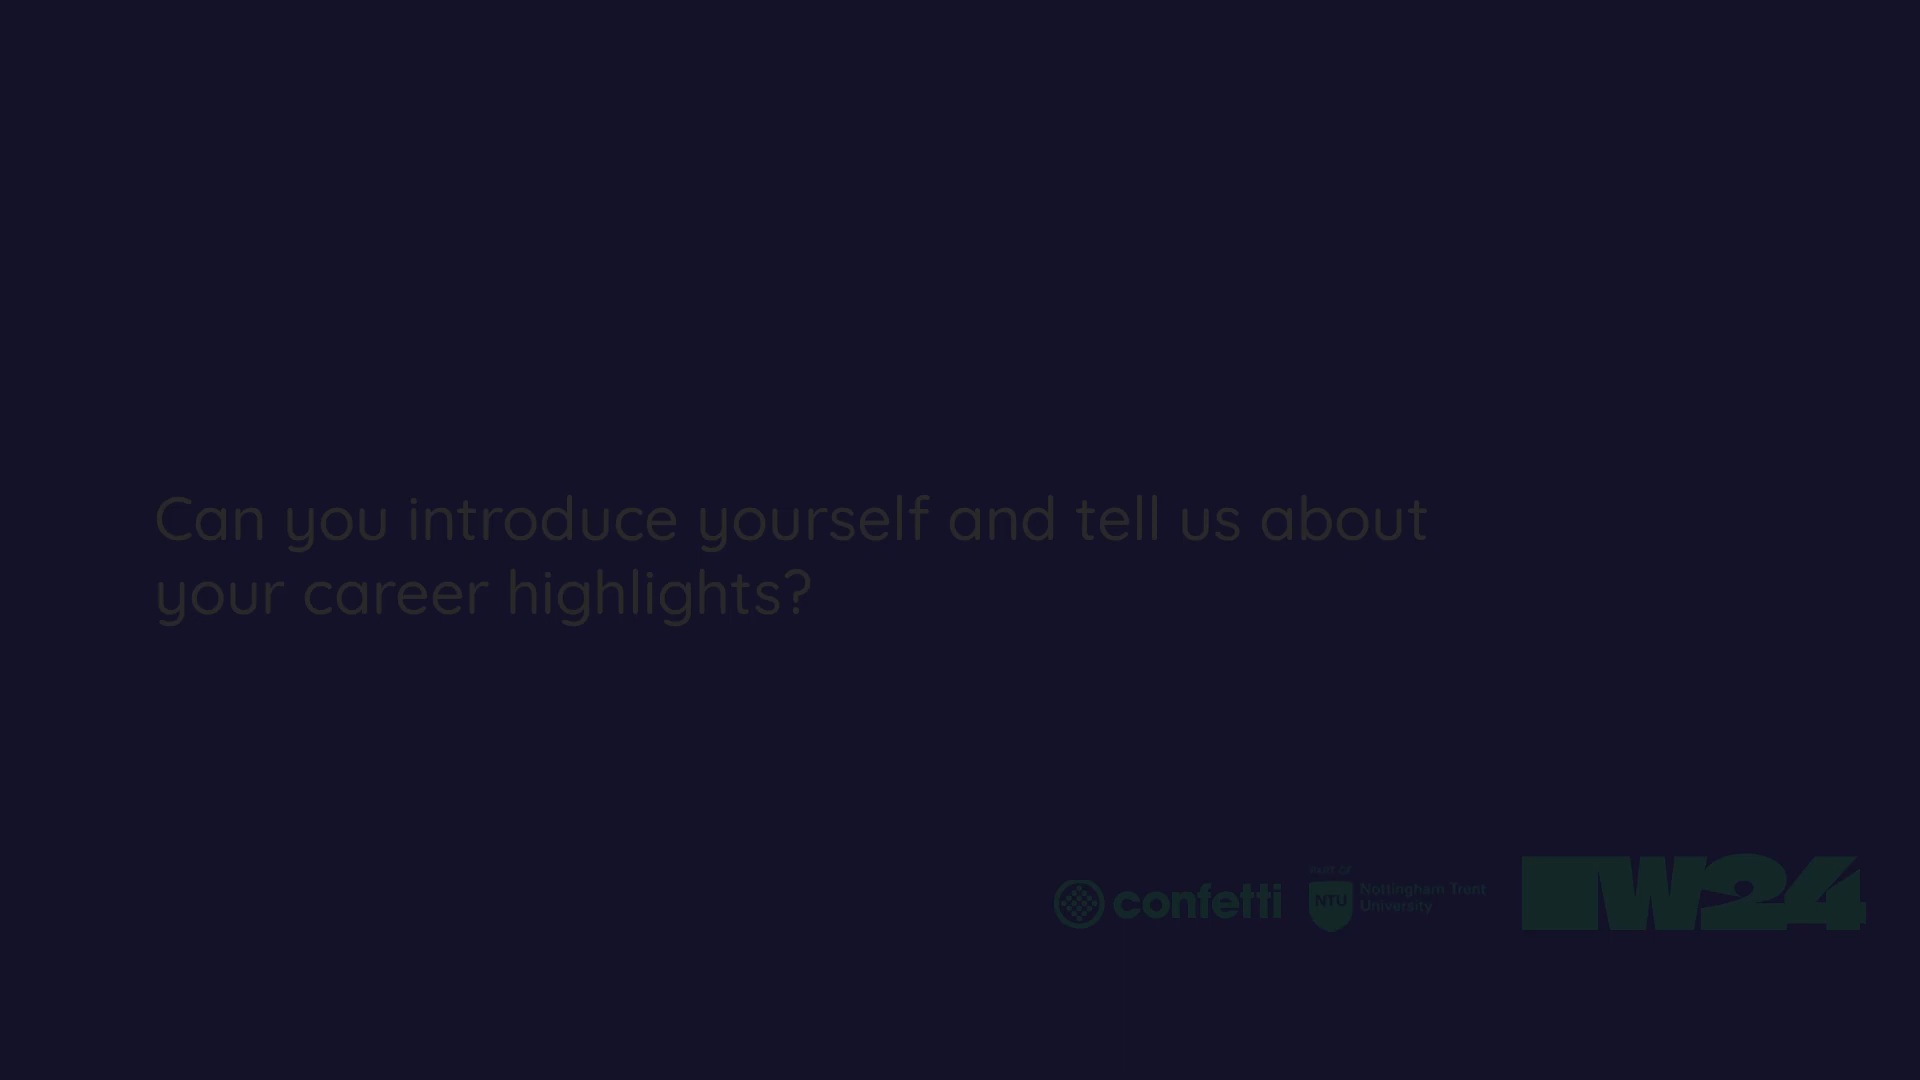 Can you introduce yourself and tell us about
your career highlights?
confetti
PART OF
NTU
Nottingham Trent
University
IW24